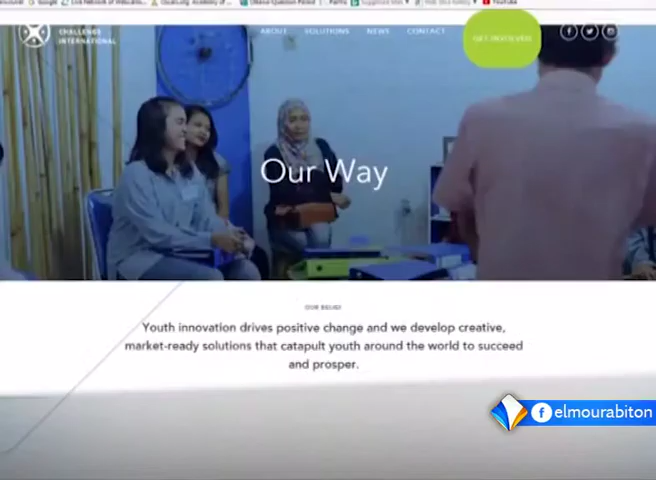 YouTube
CHALLENGE
INTERNATIONAL
ABOUT SOLUTIONS NEWS CONTACT GET INVOLVED
Our Way
OUR BELIEF
Youth innovation drives positive change and we develop creative,
market-ready solutions that catapult youth around the world to succeed
and prosper.
elmourabiton